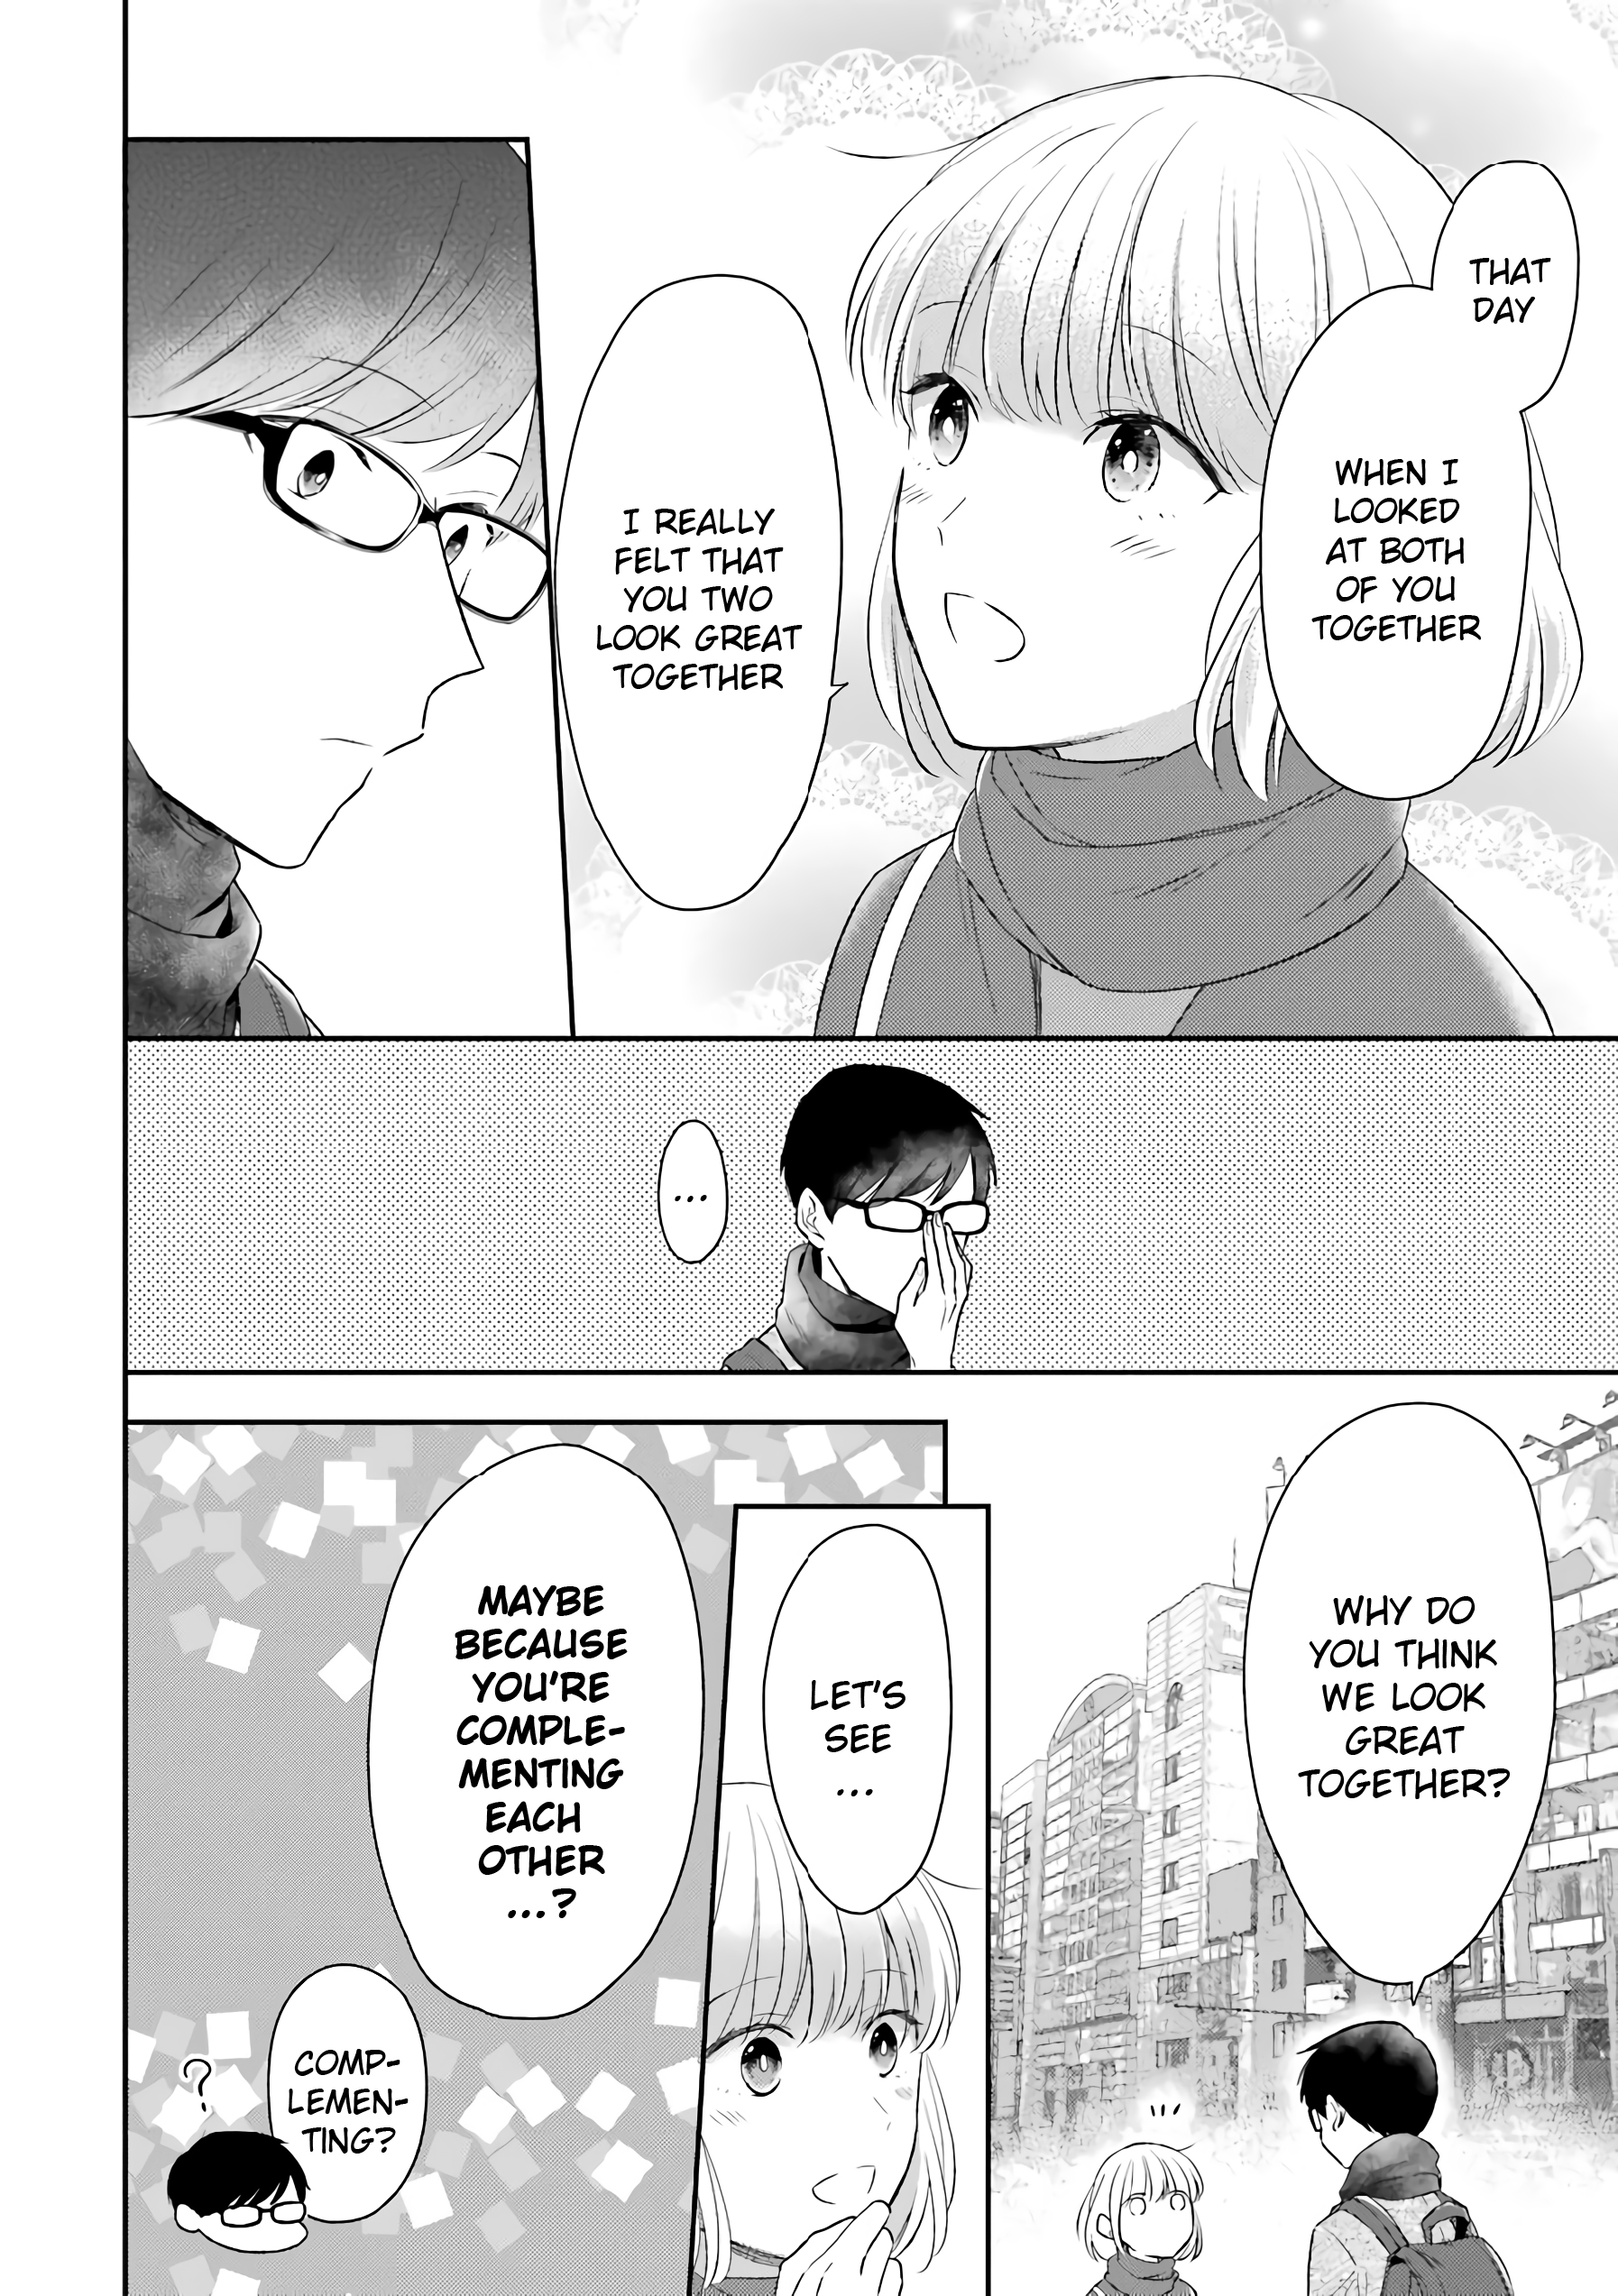 THAT
DAY
WHEN I
LOOKED
AT BOTH
OF YOU
TOGETHER
I REALLY
FELT THAT
YOU TWO
LOOK GREAT
TOGETHER
...
WHY DO
YOU THINK
WE LOOK
GREAT
TOGETHER?
LET'S
SEE
...
MAYBE
BECAUSE
YOU'RE
COMPLE-
MENTING
EACH
OTHER
...?
COMP-
LEMEN-
TING?
?